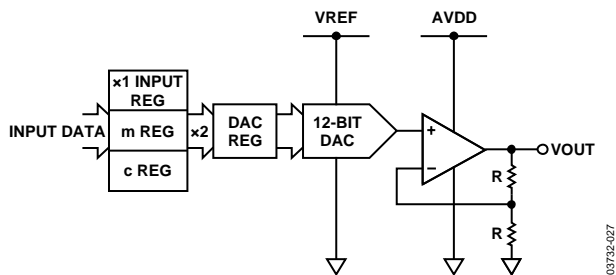 VREF
AVDD
×1 INPUT
REG
INPUT DATA
m REG
×2
DAC
REG
12-BIT
DAC
+
–
VOUT
R
c REG
R
03732-027